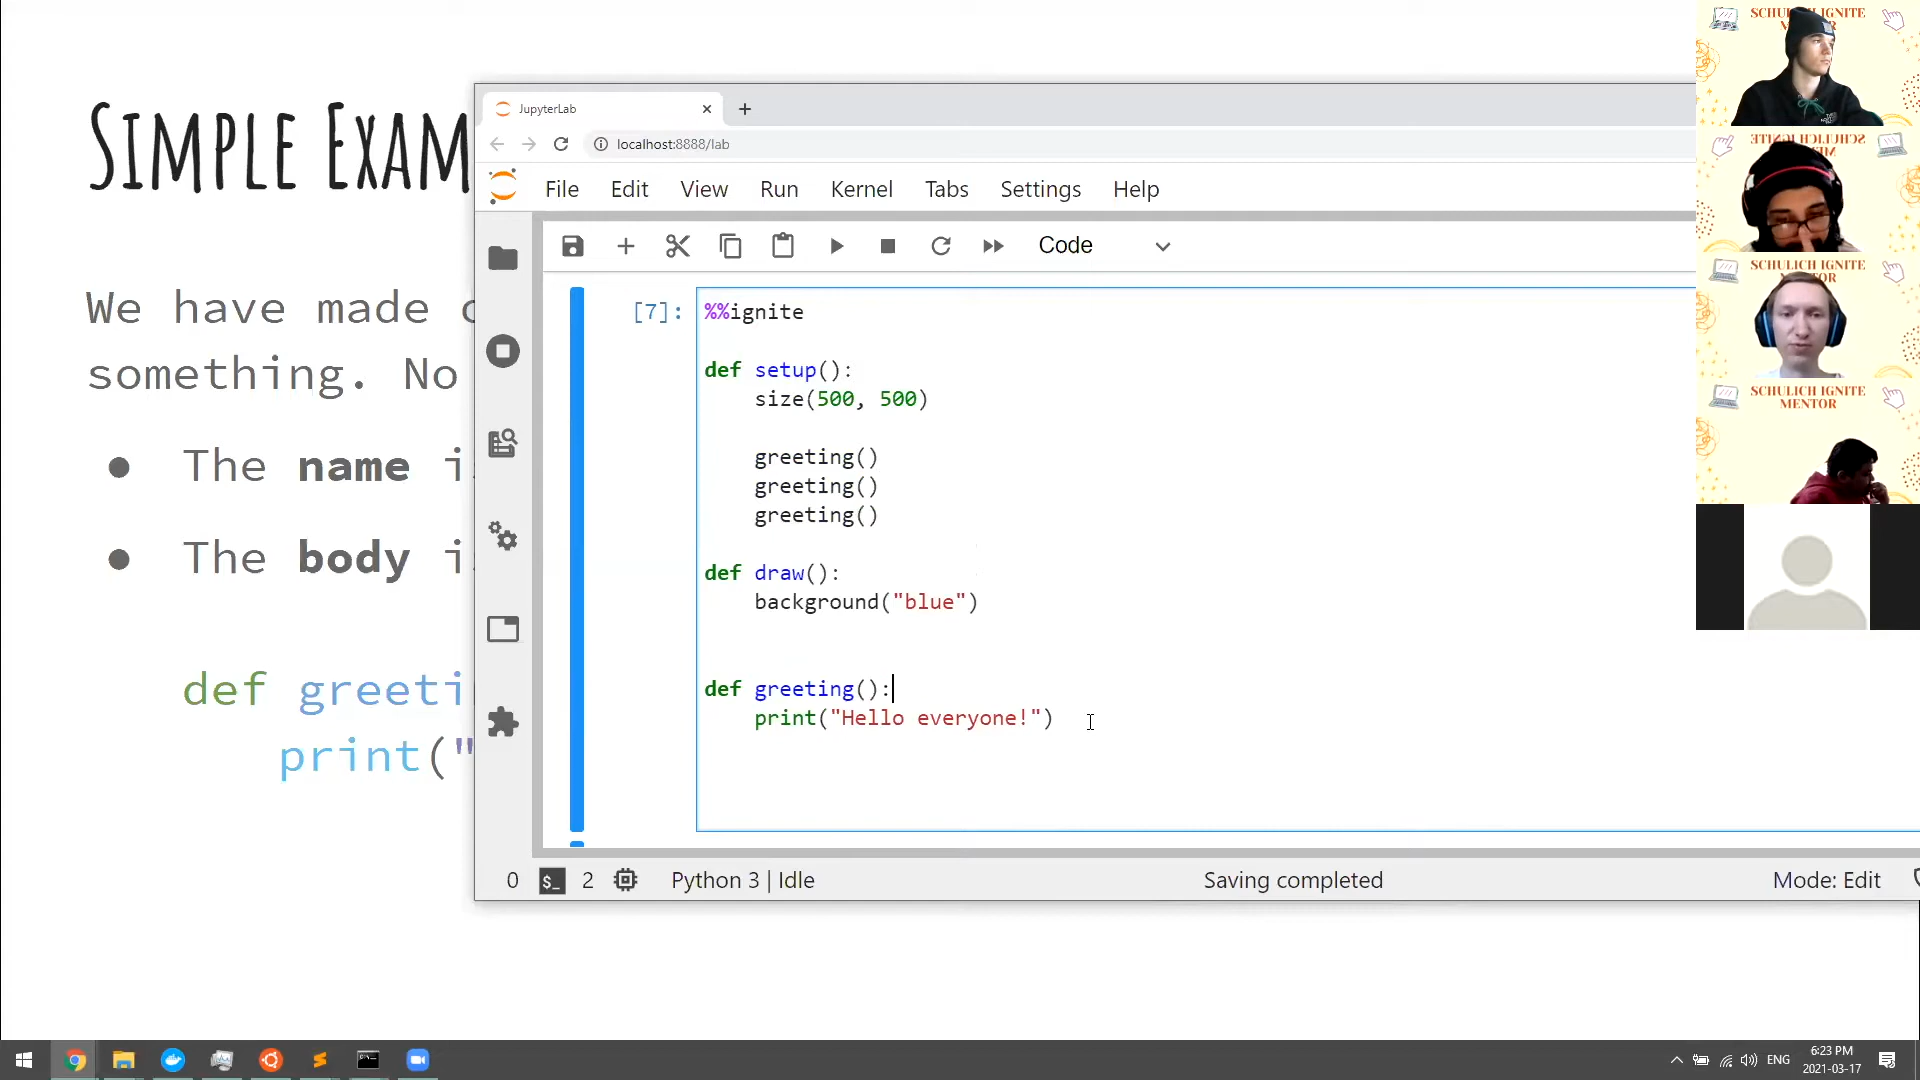 SIMPLE EXAM
We have made
something. No
The name
The body
def greeti
print("
JupyterLab
localhost:8888/lab
File Edit View Run Kernel Tabs Settings Help
Code
[7]:
%%ignite
def setup():
size(500, 500)
greeting()
greeting()
greeting()
def draw():
background("blue")
def greeting():
print("Hello everyone!")
0 $_ 2 Python 3 | Idle Saving completed Mode: Edit
SCHULICH IGNITE
SCHULICH IGNITE
SCHULICH IGNITE
SCHULICH IGNITE
MENTOR
ENG
6:23 PM
2021-03-17